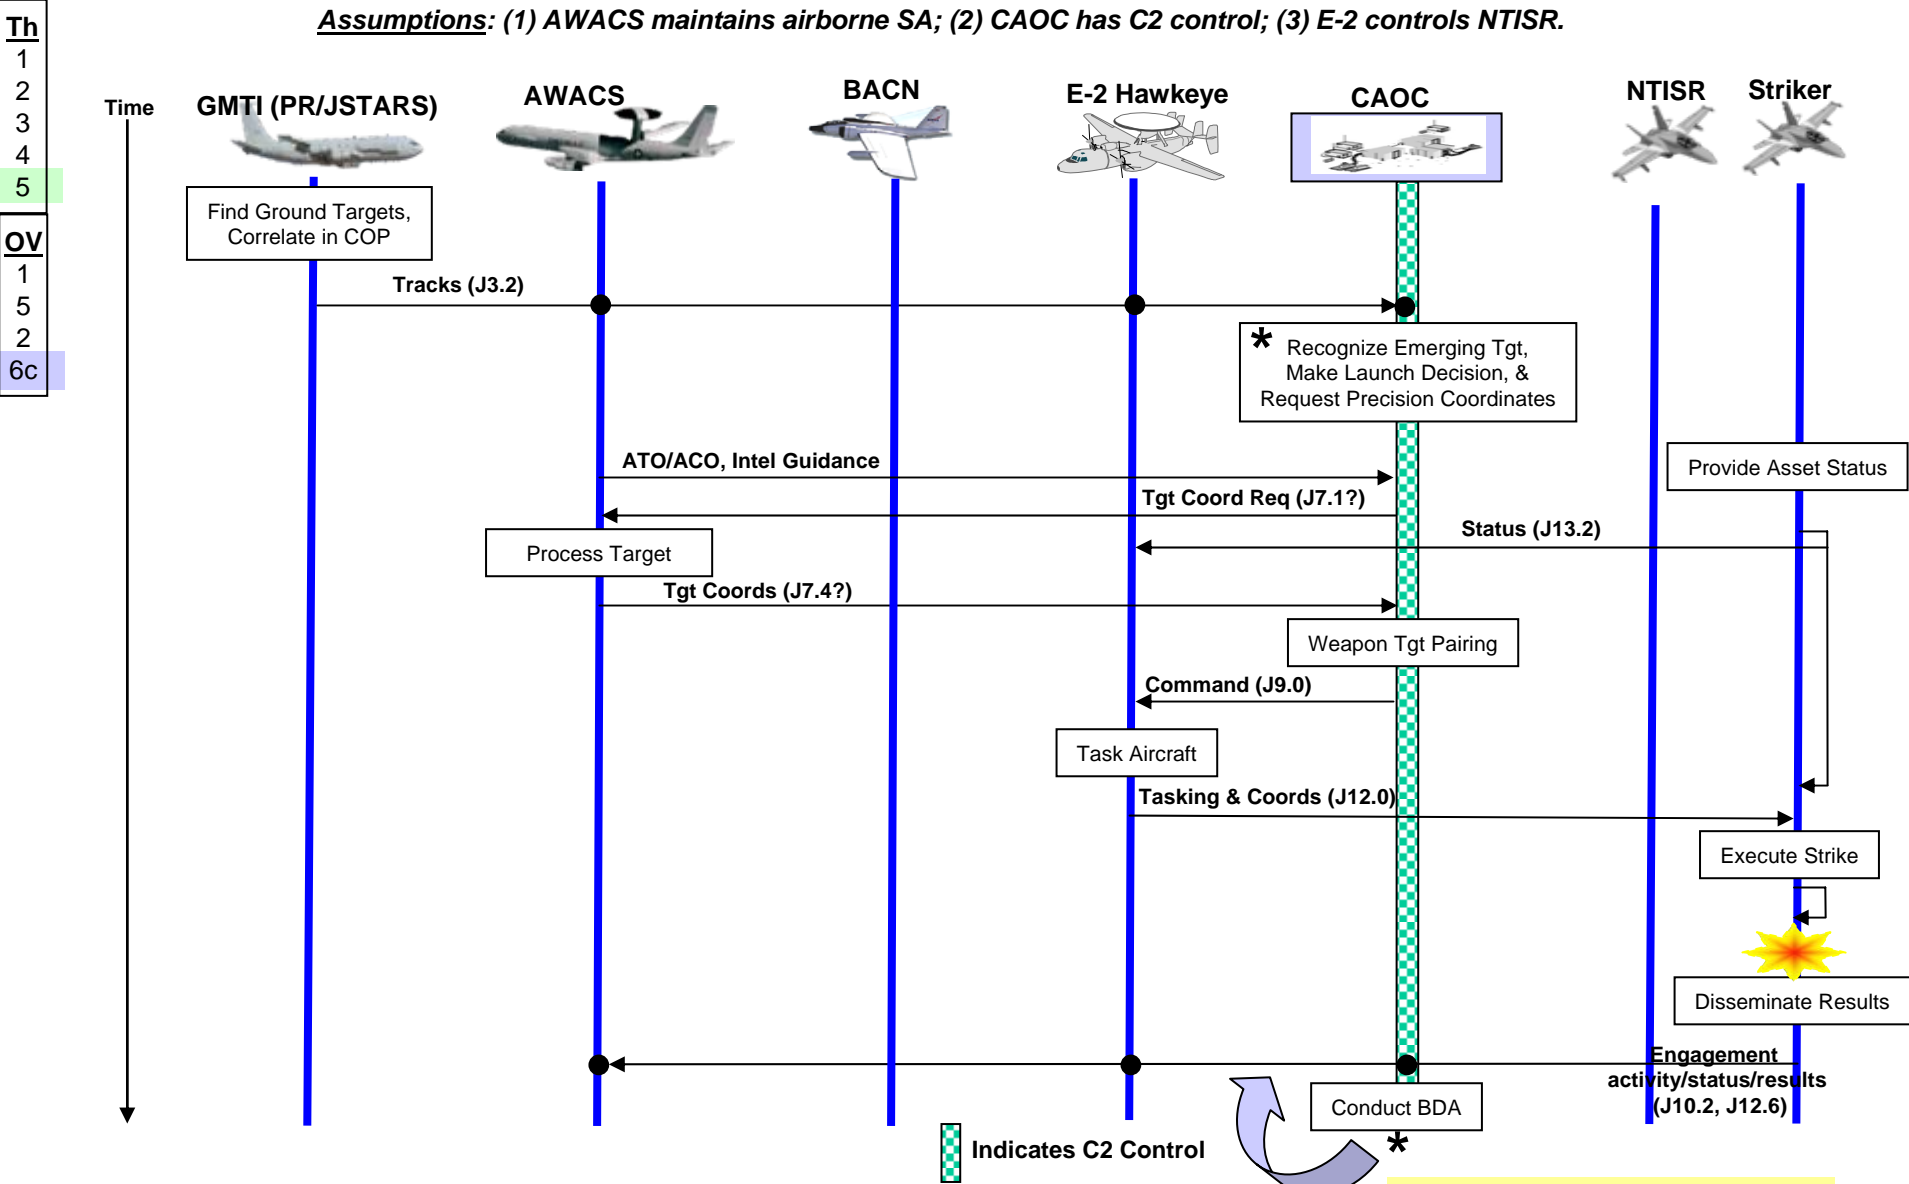 Assumptions: (1) AWACS maintains airborne SA; (2) CAOC has C2 control; (3) E-2 controls NTISR.
Th
1
2
3
4
5
OV
1
5
2
6c
Time
GMTI (PR/JSTARS)
AWACS
BACN
E-2 Hawkeye
CAOC
NTISR
Striker
Find Ground Targets,
Correlate in COP
Tracks (J3.2)
* Recognize Emerging Tgt,
Make Launch Decision, &
Request Precision Coordinates
ATO/ACO, Intel Guidance
Provide Asset Status
Tgt Coord Req (J7.1?)
Status (J13.2)
Process Target
Tgt Coords (J7.4?)
Weapon Tgt Pairing
Command (J9.0)
Task Aircraft
Tasking & Coords (J12.0)
Execute Strike
Disseminate Results
Engagement
activity/status/results
(J10.2, J12.6)
Conduct BDA
*
Indicates C2 Control